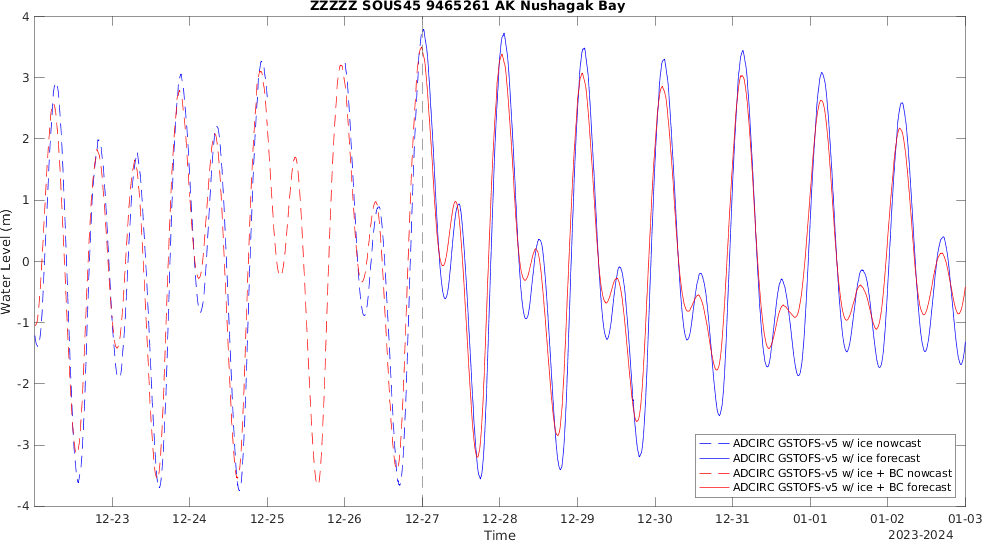 ZZZZZ SOUS45 9465261 AK Nushagak Bay
4
3
2
1
0
-1
-2
-3
-4
Water Level (m)
ADCIRC GSTOFS-v5 w/ ice nowcast
ADCIRC GSTOFS-v5 w/ ice forecast
ADCIRC GSTOFS-v5 w/ ice + BC nowcast
ADCIRC GSTOFS-v5 w/ ice + BC forecast
12-23 12-24 12-25 12-26 12-27 12-28 12-29 12-30 12-31 01-01 01-02 01-03
Time
2023-2024